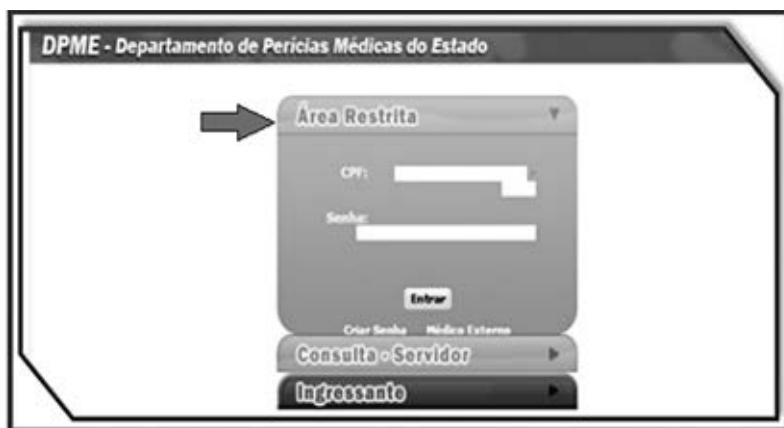 DPME - Departamento de Perícias Médicas do Estado
Área Restrita
CPF:
Senha:
Entrar
Criar Senha Médico Externo
Consulta - Servidor
Ingressante